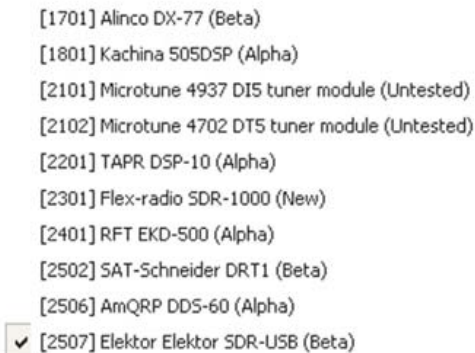 [1701] Alinco DX-77 (Beta)
[1801] Kachina 505DSP (Alpha)
[2101] Microtune 4937 DI5 tuner module (Untested)
[2102] Microtune 4702 DT5 tuner module (Untested)
[2201] TAPR DSP-10 (Alpha)
[2301] Flex-radio SDR-1000 (New)
[2401] RFT EKD-500 (Alpha)
[2502] SAT-Schneider DRT1 (Beta)
[2506] AmQRP DDS-60 (Alpha)
[2507] Elektor Elektor SDR-USB (Beta)